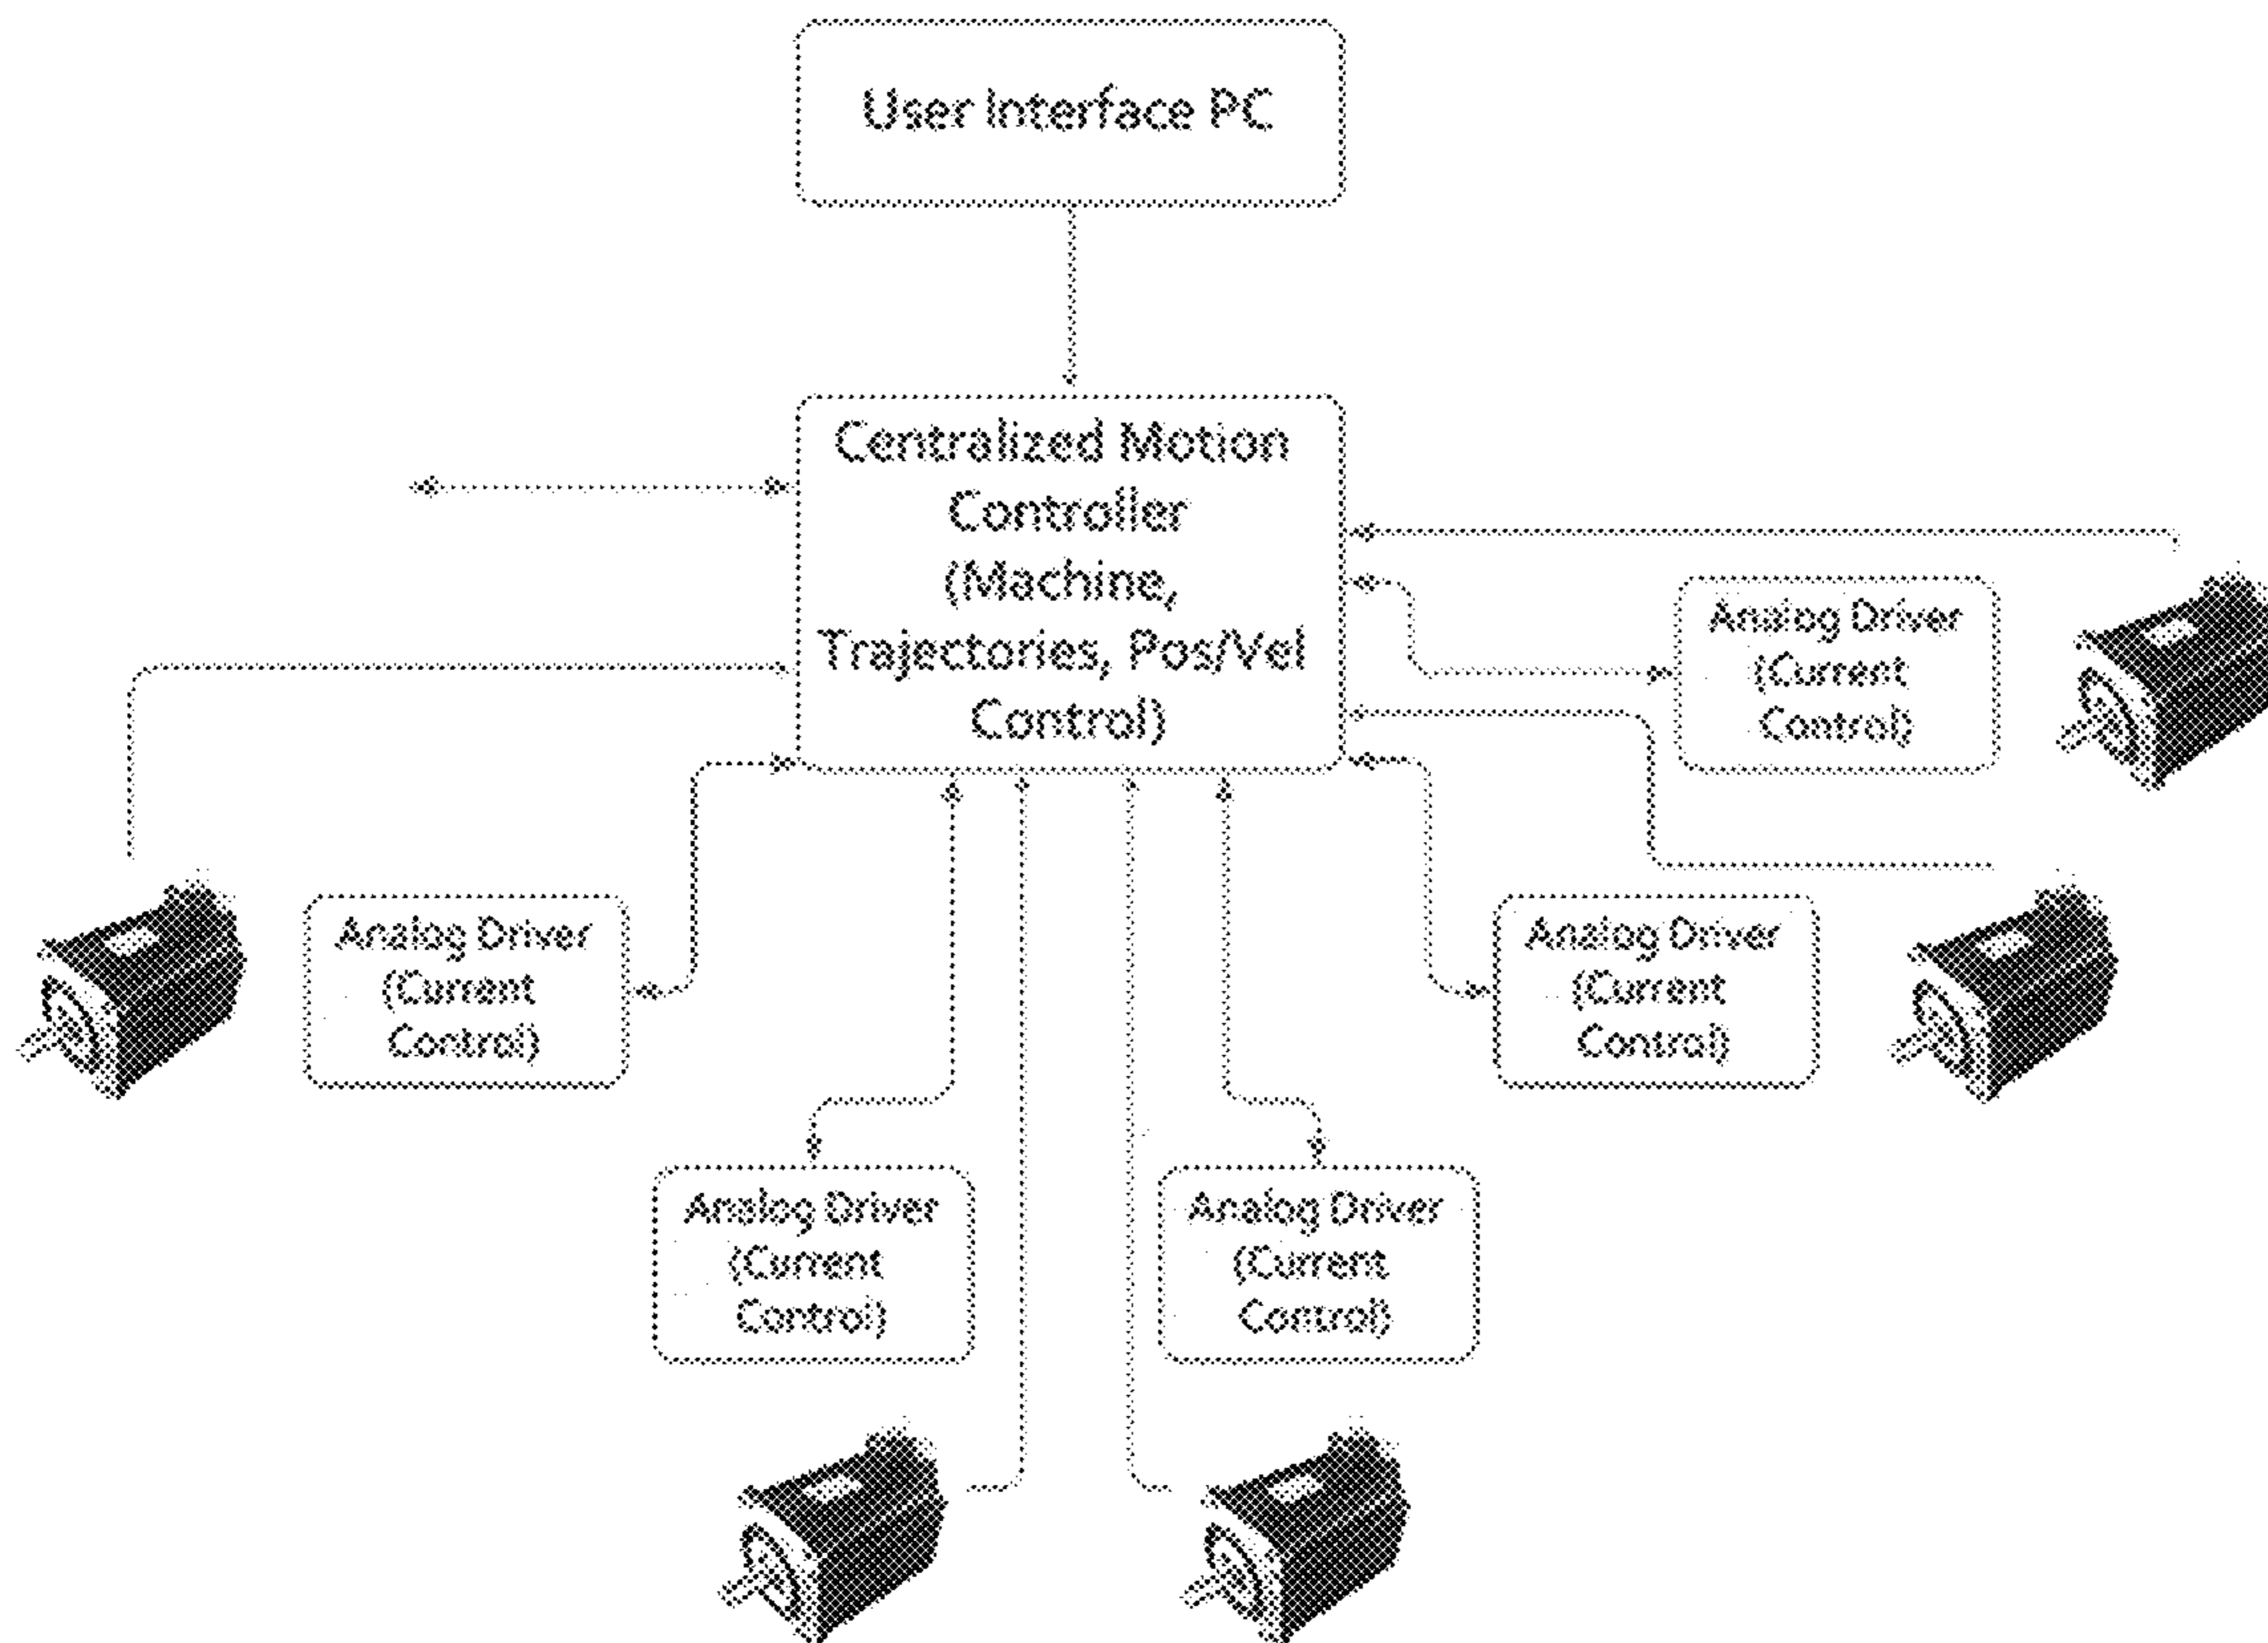 User Interface PC
Centralized Motion
Controller
(Machine,
Trajectories, Pos/Vel
Control)
Analog Driver
(Current
Control)
Analog Driver
(Current
Control)
Analog Driver
(Current
Control)
Analog Driver
(Current
Control)
Analog Driver
(Current
Control)